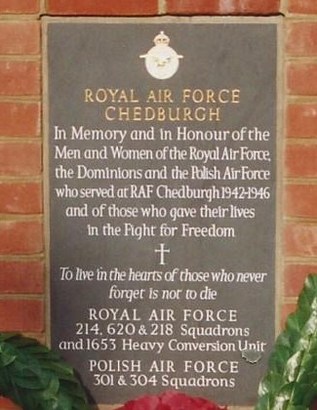 ROYAL AIR FORCE
CHEDBURGH
In Memory and in Honour of the
Men and Women of the Royal Air Force,
the Dominions and the Polish Air Force
who served at RAF Chedburgh 1942-1946
and of those who gave their lives
in the Fight for Freedom
To live in the hearts of those who never
forget is not to die
ROYAL AIR FORCE
214, 620 & 218 Squadrons
and 1653 Heavy Conversion Unit
POLISH AIR FORCE
301 & 304 Squadrons